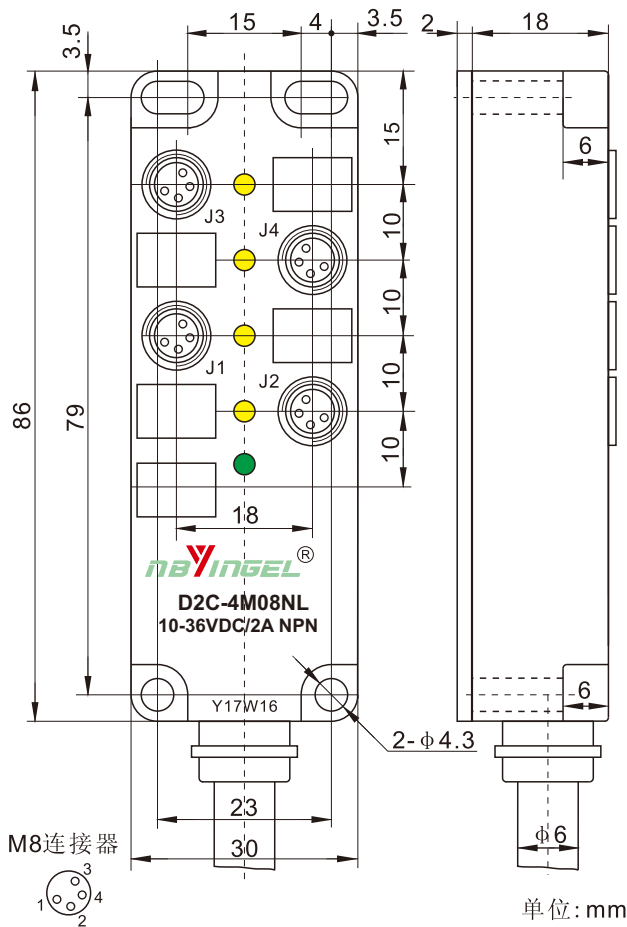 15 4 3.5 2 18
3.5
15
6
J3 J4
10
10
J1 J2
10
10
86
79
18
NBYINGEL®
D2C-4M08NL
10-36VDC/2A NPN
6
Y17W16
2-φ4.3
23
φ6
M8连接器
30
3
1 4
2
单位:mm